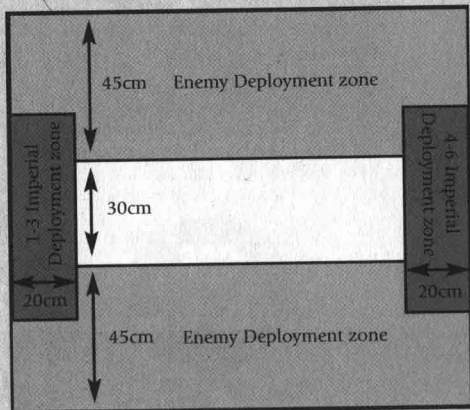 45cm Enemy Deployment zone
1-3 Imperial
Deployment zone
4-6 Imperial
Deployment zone
30cm
20cm
20cm
45cm Enemy Deployment zone